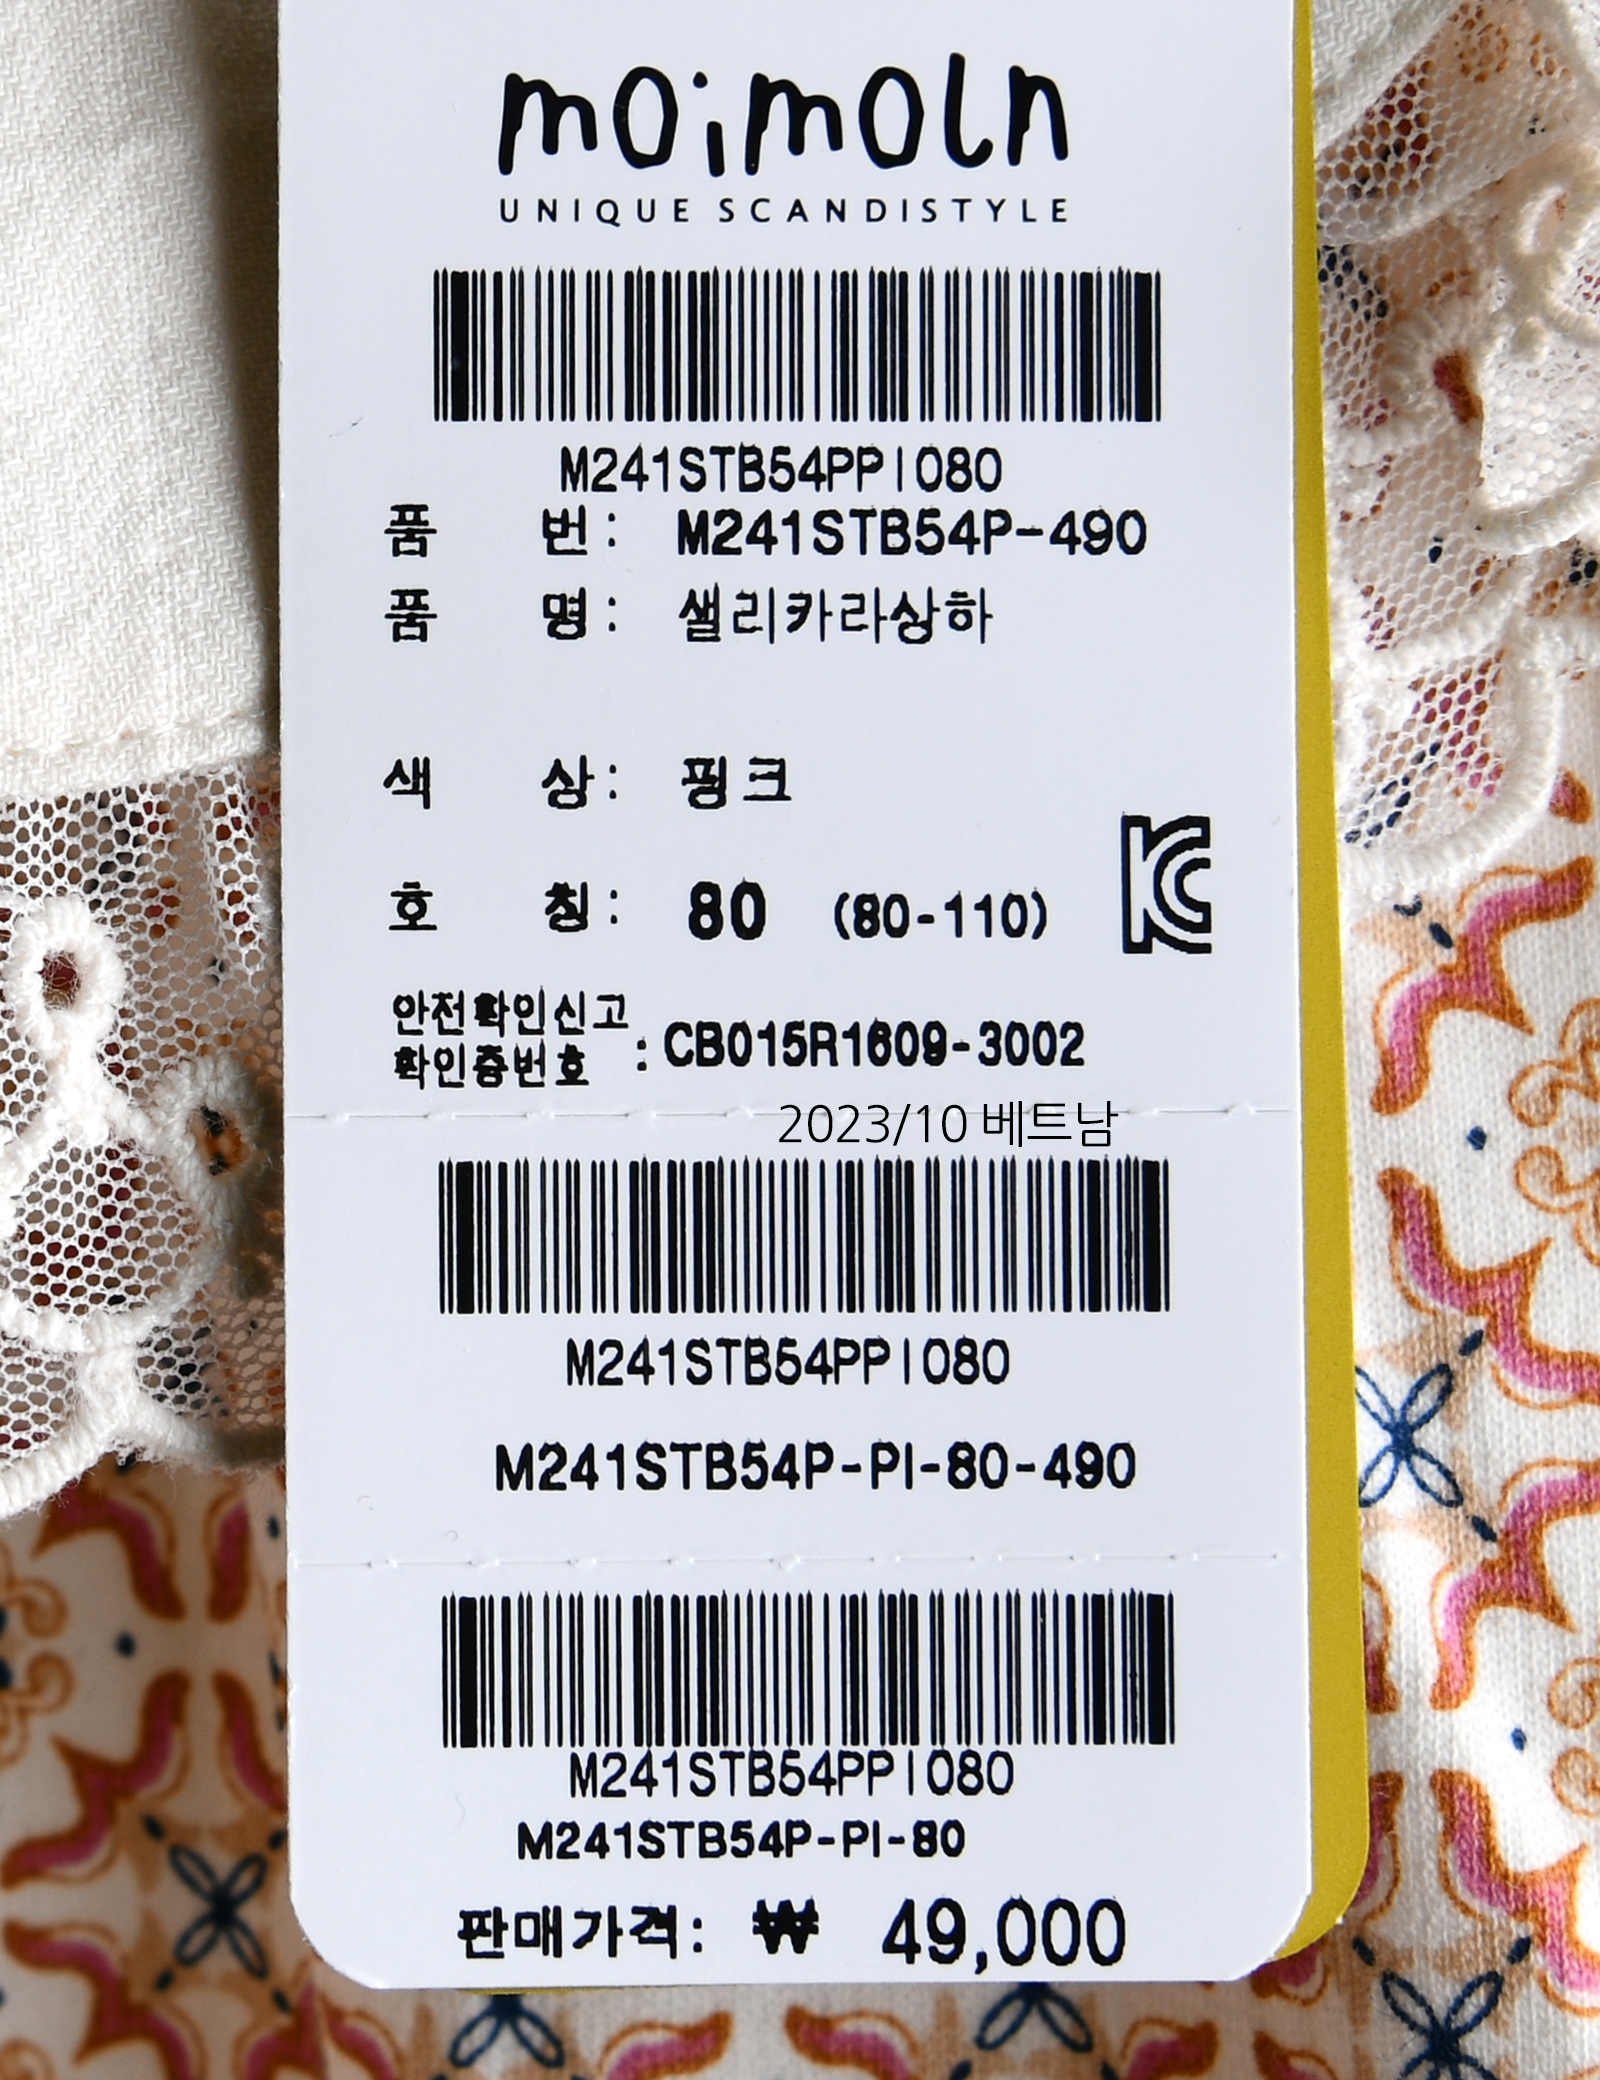 moimoln
UNIQUE SCANDISTYLE
M241STB54PPI080
품 번: M241STB54P-490
품 명: 샐리카라상하
색 상: 핑크
호 칭: 80 (80-110)
안전확인신고
확인증번호 : CB015R1609-3002
2023/10 베트남
M241STB54PPI080
M241STB54P-PI-80-490
M241STB54PPI080
M241STB54P-PI-80
판매가격: ₩ 49,000